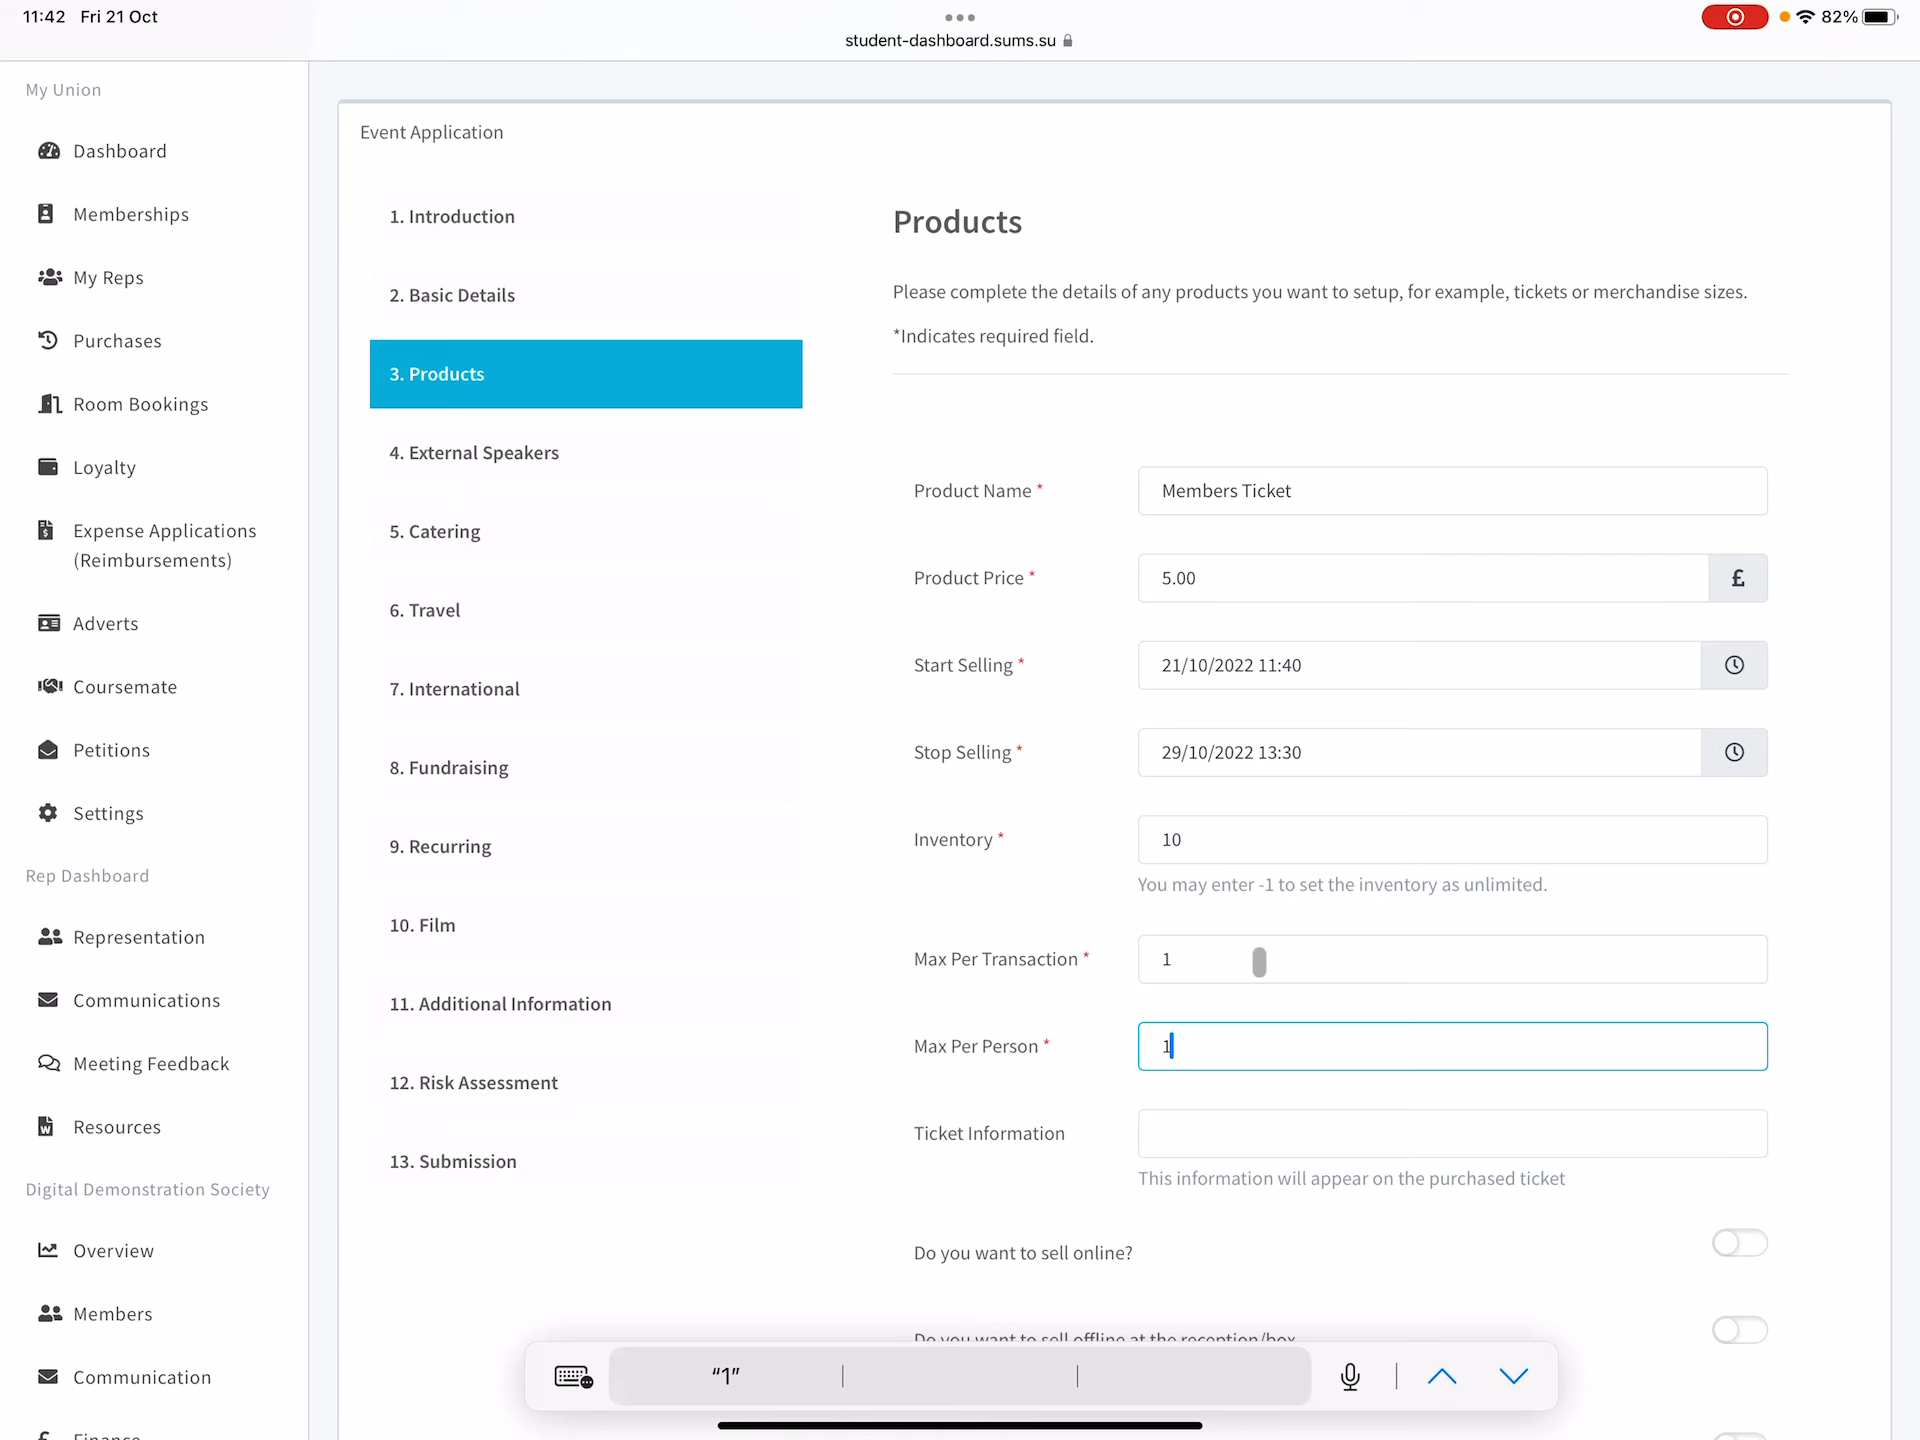 11:42 Fri 21 Oct
student-dashboard.sums.su
82%
My Union
Dashboard
Memberships
My Reps
Purchases
Room Bookings
Loyalty
Expense Applications
(Reimbursements)
Adverts
Coursemate
Petitions
Settings
Rep Dashboard
Representation
Communications
Meeting Feedback
Resources
Digital Demonstration Society
Overview
Members
Communication
Finance
Event Application
1. Introduction
2. Basic Details
3. Products
4. External Speakers
5. Catering
6. Travel
7. International
8. Fundraising
9. Recurring
10. Film
11. Additional Information
12. Risk Assessment
13. Submission
Products
Please complete the details of any products you want to setup, for example, tickets or merchandise sizes.
*Indicates required field.
Product Name * Members Ticket
Product Price * 5.00 £
Start Selling * 21/10/2022 11:40
Stop Selling * 29/10/2022 13:30
Inventory * 10
You may enter -1 to set the inventory as unlimited.
Max Per Transaction * 1
Max Per Person * 1
Ticket Information
This information will appear on the purchased ticket
Do you want to sell online?
Do you want to sell offline at the reception/box
“1”